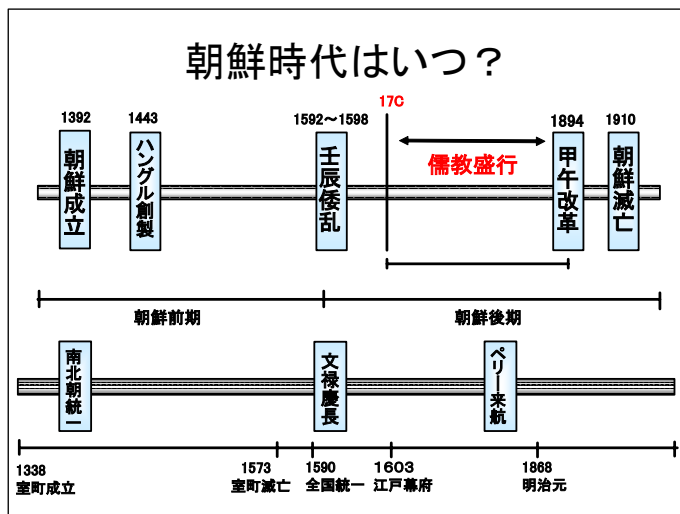 朝鮮時代はいつ？
17C
1392
1443
1592～1598
1894
1910
朝鮮成立
ハングル創製
壬辰倭乱
儒教盛行
甲午改革
朝鮮滅亡
朝鮮前期
朝鮮後期
南北朝統一
文禄慶長
ペリー来航
1338
室町成立
1573
室町滅亡
1590
全国統一
1603
江戸幕府
1868
明治元